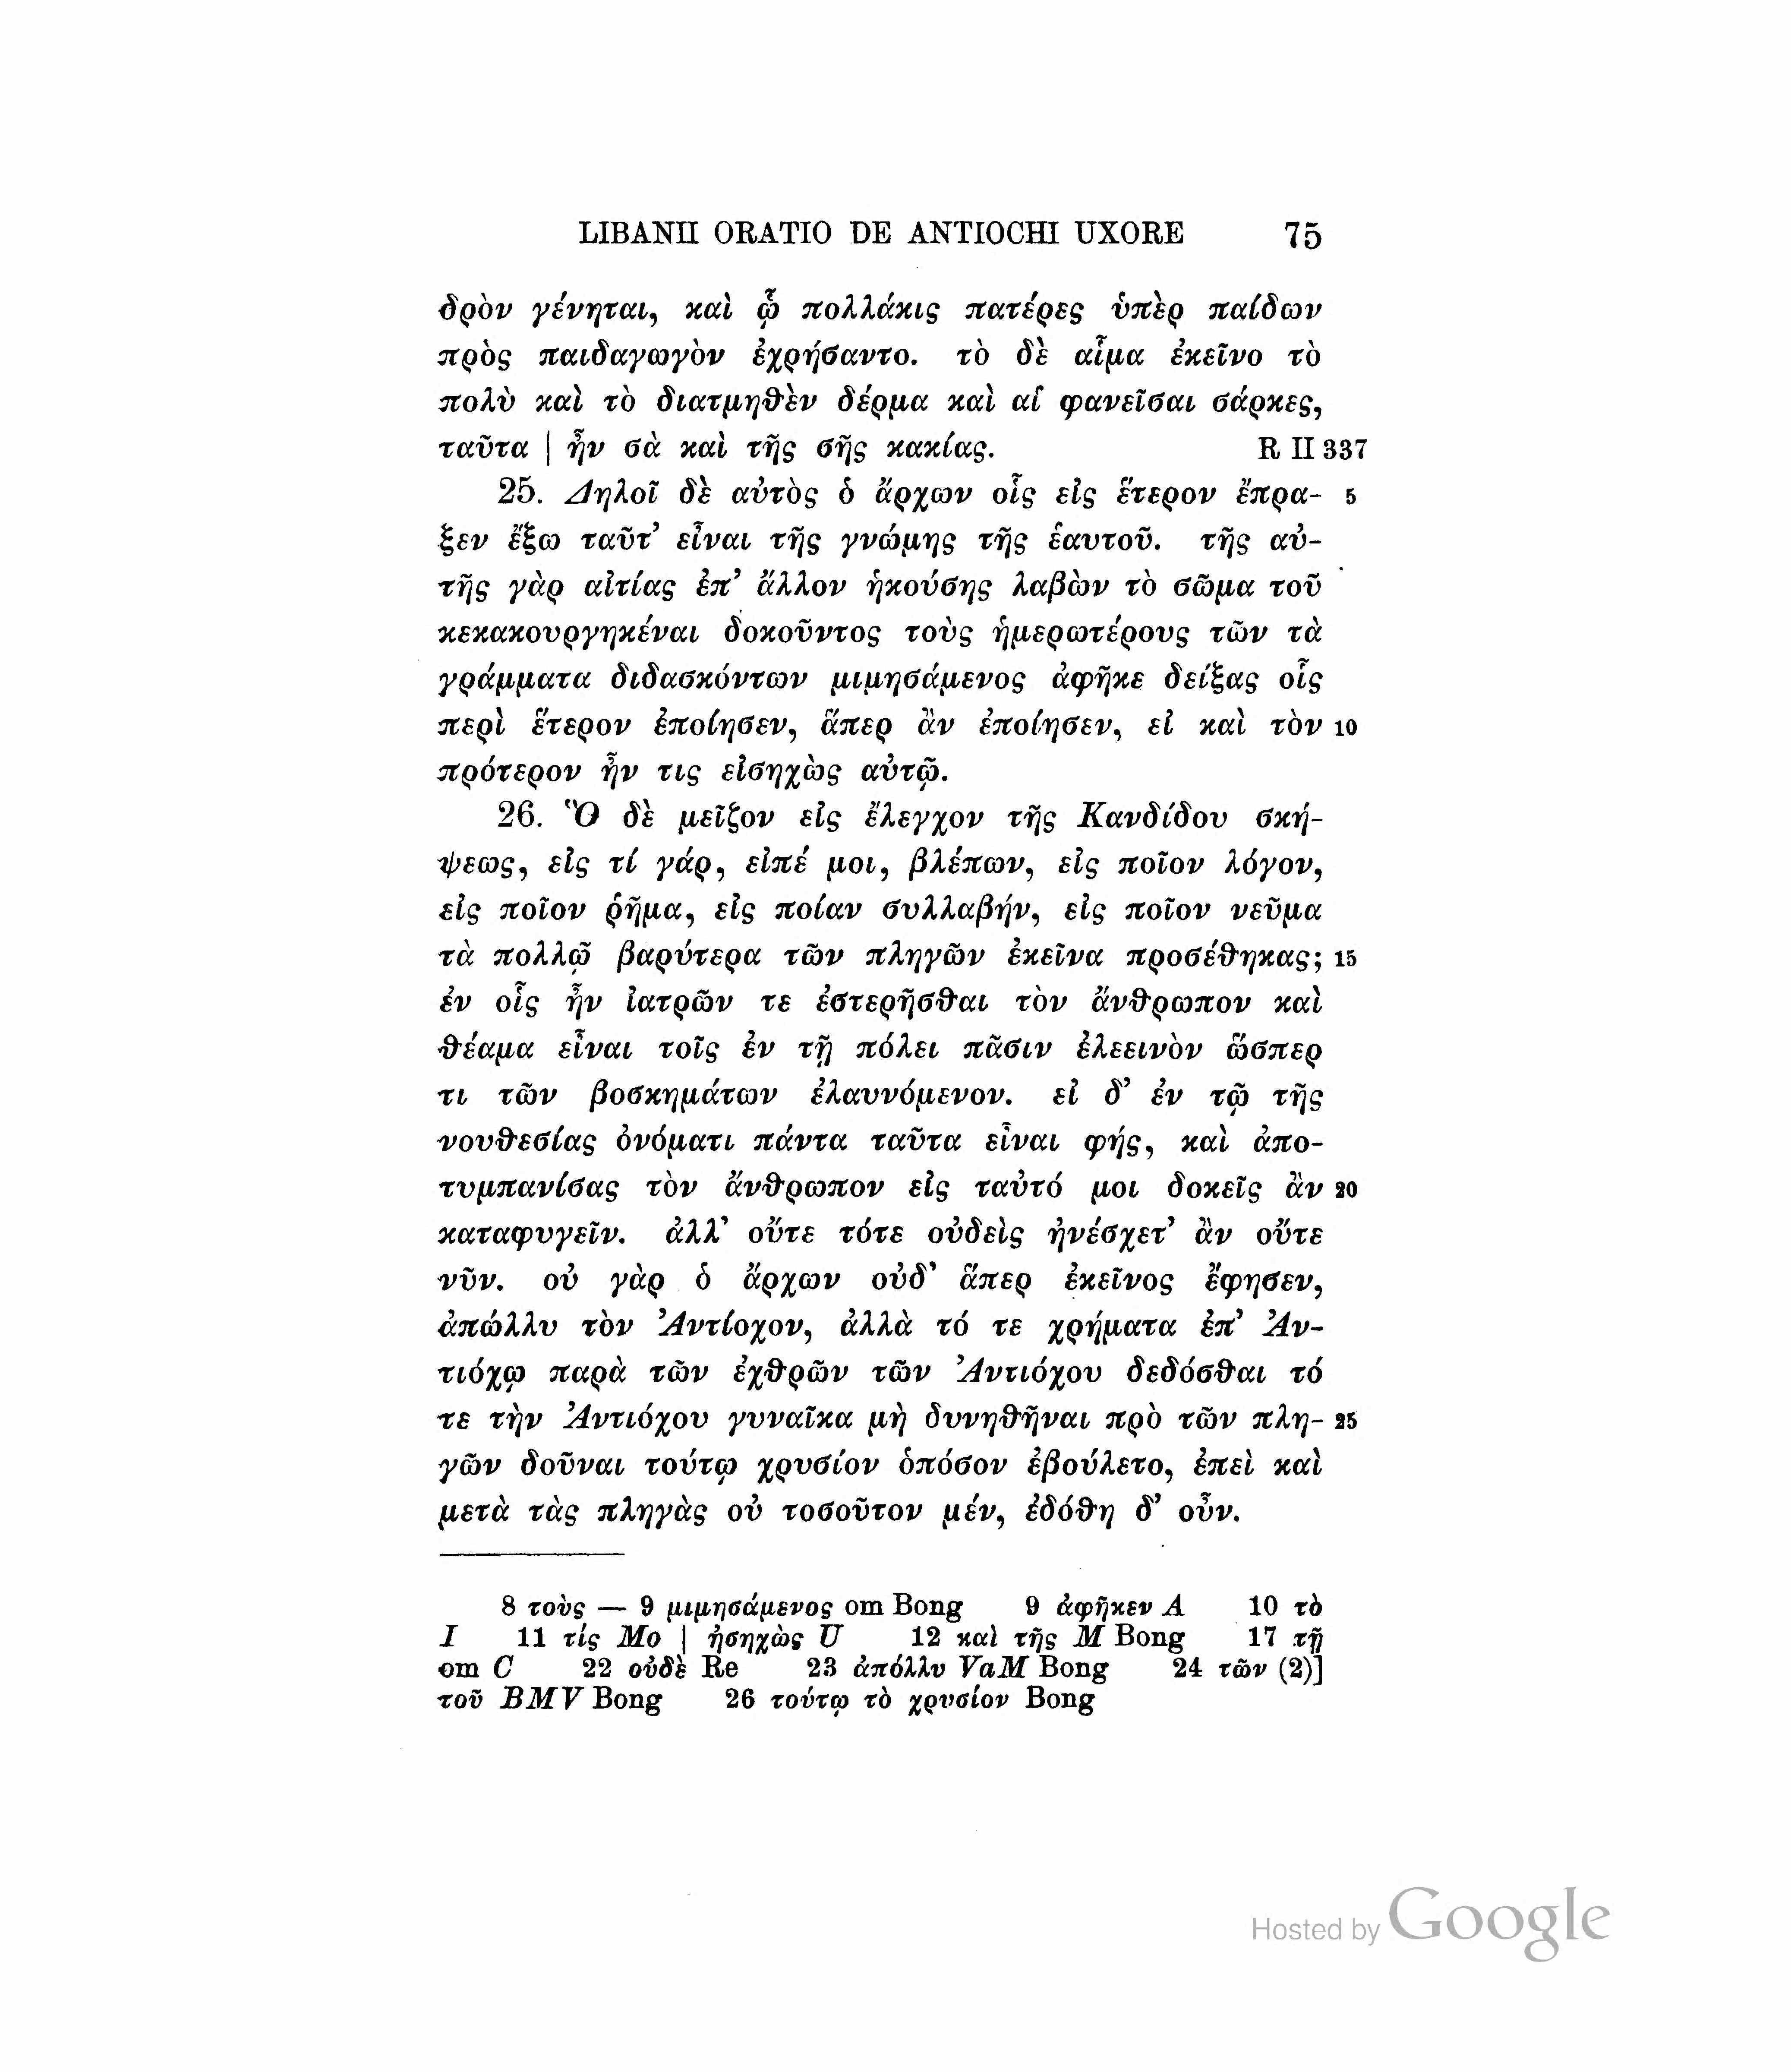 LIBANII ORATIO DE ANTIOCHI UXORE 75
δρὸν γένηται, καὶ ᾧ πολλάκις πατέρες ὑπὲρ παίδων
πρὸς παιδαγωγὸν ἐχρήσαντο. τὸ δὲ αἷμα ἐκεῖνο τὸ
πολὺ καὶ τὸ διατμηθὲν δέρμα καὶ αἱ φανεῖσαι σάρκες,
ταῦτα | ἦν σὰ καὶ τῆς σῆς κακίας. R II 337
25. Δηλοῖ δὲ αὐτὸς ὁ ἄρχων οἷς εἰς ἕτερον ἔπρα- 5
ξεν ἔξω ταῦτ’ εἶναι τῆς γνώμης τῆς ἑαυτοῦ. τῆς αὐ-
τῆς γὰρ αἰτίας ἐπ’ ἄλλον ἡκούσης λαβὼν τὸ σῶμα τοῦ
κεκακουργηκέναι δοκοῦντος τοὺς ἡμερωτέρους τῶν τὰ
γράμματα διδασκόντων μιμησάμενος ἀφῆκε δείξας οἷς
περὶ ἕτερον ἐποίησεν, ἅπερ ἂν ἐποίησεν, εἰ καὶ τὸν 10
πρότερον ἦν τις εἰσηχὼς αὐτῷ.
26. Ὃ δὲ μεῖζον εἰς ἔλεγχον τῆς Κανδίδου σκή-
ψεως, εἰς τί γάρ, εἰπέ μοι, βλέπων, εἰς ποῖον λόγον,
εἰς ποῖον ῥῆμα, εἰς ποίαν συλλαβήν, εἰς ποῖον νεῦμα
τὰ πολλῷ βαρύτερα τῶν πληγῶν ἐκεῖνα προσέθηκας; 15
ἐν οἷς ἦν ἰατρῶν τε ἐστερῆσθαι τὸν ἄνθρωπον καὶ
θέαμα εἶναι τοῖς ἐν τῇ πόλει πᾶσιν ἐλεεινὸν ὥσπερ
τι τῶν βοσκημάτων ἐλαυνόμενον. εἰ δ’ ἐν τῷ τῆς
νουθεσίας ὀνόματι πάντα ταῦτα εἶναι φής, καὶ ἀπο-
τυμπανίσας τὸν ἄνθρωπον εἰς ταὐτό μοι δοκεῖς ἂν 20
καταφυγεῖν. ἀλλ’ οὔτε τότε οὐδεὶς ἠνέσχετ’ ἂν οὔτε
νῦν. οὐ γὰρ ὁ ἄρχων οὐδ’ ἅπερ ἐκεῖνος ἔφησεν,
ἀπώλλυ τὸν Ἀντίοχον, ἀλλὰ τό τε χρήματα ἐπ’ Ἀν-
τιόχῳ παρὰ τῶν ἐχθρῶν τῶν Ἀντιόχου δεδόσθαι τό
τε τὴν Ἀντιόχου γυναῖκα μὴ δυνηθῆναι πρὸ τῶν πλη- 25
γῶν δοῦναι τούτῳ χρυσίον ὁπόσον ἐβούλετο, ἐπεὶ καὶ
μετὰ τὰς πληγὰς οὐ τοσοῦτον μέν, ἐδόθη δ’ οὖν.
8 τοὺς — 9 μιμησάμενος om Bong 9 ἀφῆκεν A 10 τὸ
I 11 τίς Mo | ἠσηχὼς U 12 καὶ τῆς M Bong 17 τῇ
om C 22 οὐδὲ Re 23 ἀπόλλυ VaM Bong 24 τῶν (2)]
τοῦ BMV Bong 26 τούτῳ τὸ χρυσίον Bong
Hosted by Google